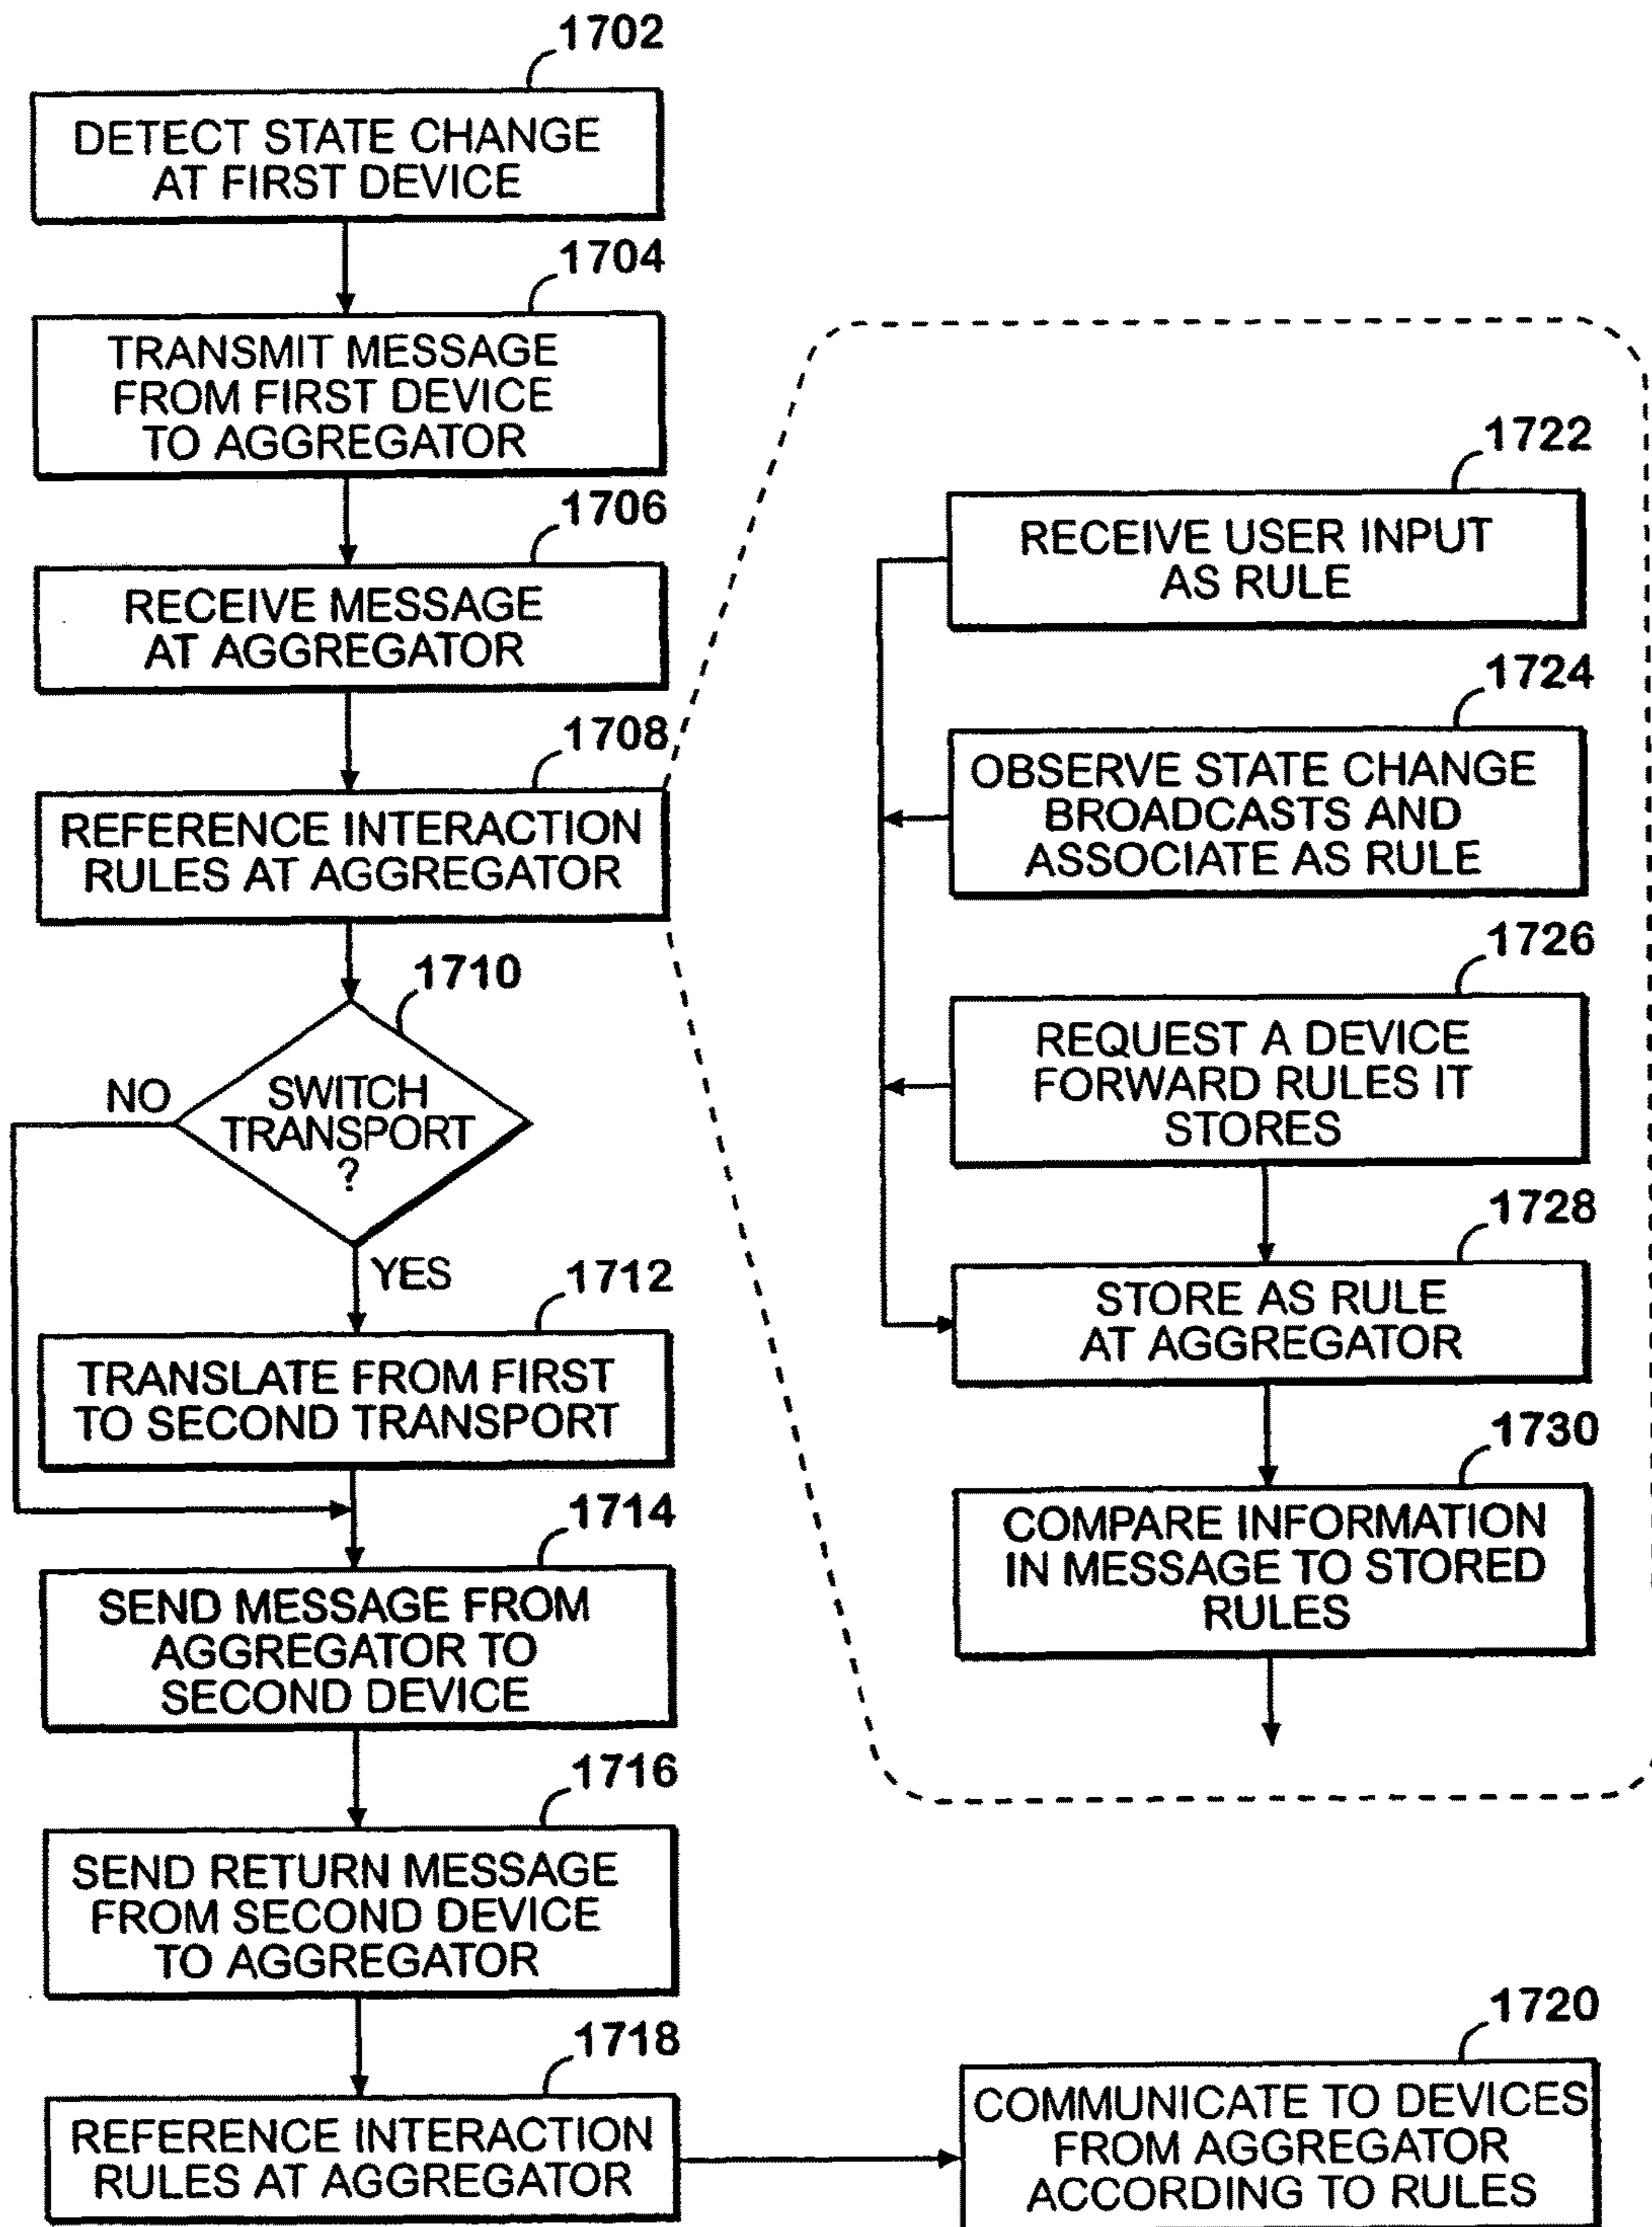 1702
DETECT STATE CHANGE
AT FIRST DEVICE
1704
TRANSMIT MESSAGE
FROM FIRST DEVICE
TO AGGREGATOR
1706
RECEIVE MESSAGE
AT AGGREGATOR
1708
REFERENCE INTERACTION
RULES AT AGGREGATOR
1710
SWITCH
TRANSPORT
?
NO
YES
1712
TRANSLATE FROM FIRST
TO SECOND TRANSPORT
1714
SEND MESSAGE FROM
AGGREGATOR TO
SECOND DEVICE
1716
SEND RETURN MESSAGE
FROM SECOND DEVICE
TO AGGREGATOR
1718
REFERENCE INTERACTION
RULES AT AGGREGATOR
1722
RECEIVE USER INPUT
AS RULE
1724
OBSERVE STATE CHANGE
BROADCASTS AND
ASSOCIATE AS RULE
1726
REQUEST A DEVICE
FORWARD RULES IT
STORES
1728
STORE AS RULE
AT AGGREGATOR
1730
COMPARE INFORMATION
IN MESSAGE TO STORED
RULES
1720
COMMUNICATE TO DEVICES
FROM AGGREGATOR
ACCORDING TO RULES